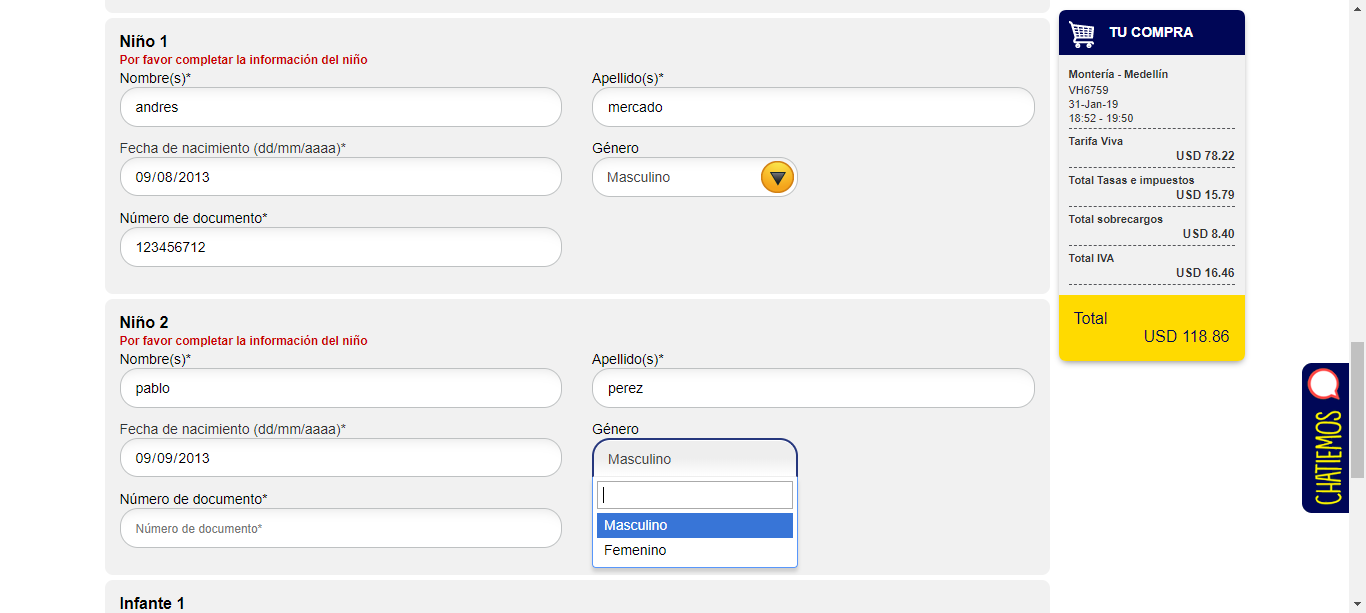 Niño 1
Por favor completar la información del niño
Nombre(s)*
Apellido(s)*
andres
mercado
Fecha de nacimiento (dd/mm/aaaa)*
Género
09/08/2013
Masculino
Número de documento*
123456712
Niño 2
Por favor completar la información del niño
Nombre(s)*
Apellido(s)*
pablo
perez
Fecha de nacimiento (dd/mm/aaaa)*
Género
09/09/2013
Masculino
Número de documento*
Número de documento*
Masculino
Femenino
Infante 1
TU COMPRA
Montería - Medellín
VH6759
31-Jan-19
18:52 - 19:50
Tarifa Viva
USD 78.22
Total Tasas e impuestos
USD 15.79
Total sobrecargos
USD 8.40
Total IVA
USD 16.46
Total
USD 118.86
CHATIEMOS